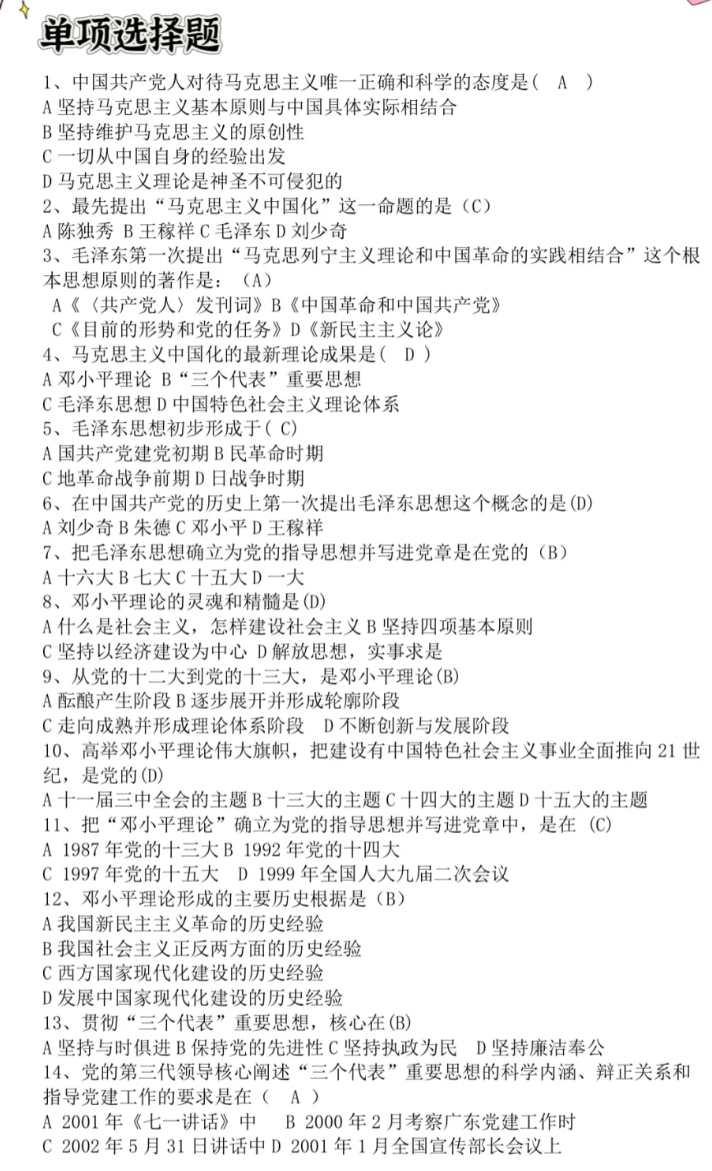 单项选择题
1、中国共产党人对待马克思主义唯一正确和科学的态度是( A )
A 坚持马克思主义基本原则与中国具体实际相结合
B 坚持维护马克思主义的原创性
C 一切从中国自身的经验出发
D 马克思主义理论是神圣不可侵犯的
2、最先提出“马克思主义中国化”这一命题的是（C）
A 陈独秀 B 王稼祥 C 毛泽东 D 刘少奇
3、毛泽东第一次提出“马克思列宁主义理论和中国革命的实践相结合”这个根
本思想原则的著作是：（A）
A《〈共产党人〉发刊词》B《中国革命和中国共产党》
C《目前的形势和党的任务》D《新民主主义论》
4、马克思主义中国化的最新理论成果是( D )
A 邓小平理论 B“三个代表”重要思想
C 毛泽东思想 D 中国特色社会主义理论体系
5、毛泽东思想初步形成于( C)
A 国共产党建党初期 B 民革命时期
C 地革命战争前期 D 日战争时期
6、在中国共产党的历史上第一次提出毛泽东思想这个概念的是(D)
A 刘少奇 B 朱德 C 邓小平 D 王稼祥
7、把毛泽东思想确立为党的指导思想并写进党章是在党的（B）
A 十六大 B 七大 C 十五大 D 一大
8、邓小平理论的灵魂和精髓是(D)
A 什么是社会主义，怎样建设社会主义 B 坚持四项基本原则
C 坚持以经济建设为中心 D 解放思想，实事求是
9、从党的十二大到党的十三大，是邓小平理论(B)
A 酝酿产生阶段 B 逐步展开并形成轮廓阶段
C 走向成熟并形成理论体系阶段 D 不断创新与发展阶段
10、高举邓小平理论伟大旗帜，把建设有中国特色社会主义事业全面推向 21 世
纪，是党的(D)
A 十一届三中全会的主题 B 十三大的主题 C 十四大的主题 D 十五大的主题
11、把“邓小平理论”确立为党的指导思想并写进党章中，是在 (C)
A 1987 年党的十三大 B 1992 年党的十四大
C 1997 年党的十五大 D 1999 年全国人大九届二次会议
12、邓小平理论形成的主要历史根据是（B）
A 我国新民主主义革命的历史经验
B 我国社会主义正反两方面的历史经验
C 西方国家现代化建设的历史经验
D 发展中国家现代化建设的历史经验
13、贯彻“三个代表”重要思想，核心在(B)
A 坚持与时俱进 B 保持党的先进性 C 坚持执政为民 D 坚持廉洁奉公
14、党的第三代领导核心阐述“三个代表”重要思想的科学内涵、辩正关系和
指导党建工作的要求是在（ A ）
A 2001 年《七一讲话》中 B 2000 年 2 月考察广东党建工作时
C 2002 年 5 月 31 日讲话中 D 2001 年 1 月全国宣传部长会议上